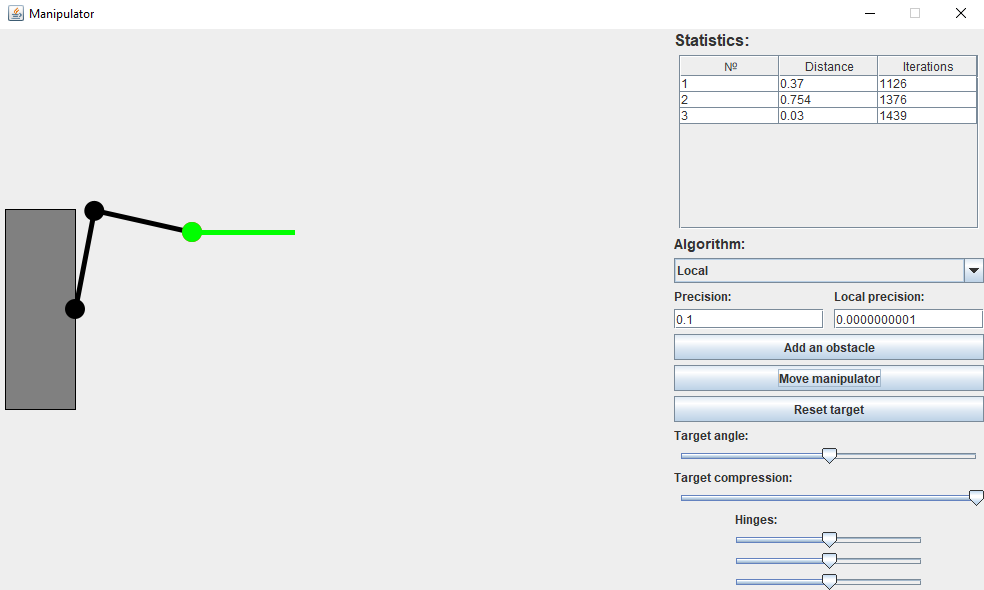 Manipulator
Statistics:
№ Distance Iterations
1 0.37 1126
2 0.754 1376
3 0.03 1439
Algorithm:
Local
Precision: Local precision:
0.1 0.0000000001
Add an obstacle
Move manipulator
Reset target
Target angle:
Target compression:
Hinges: